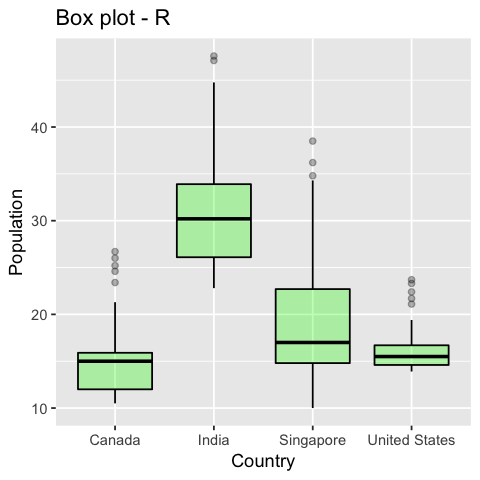 Box plot - R
Population
40
30
20
10
Canada India Singapore United States
Country